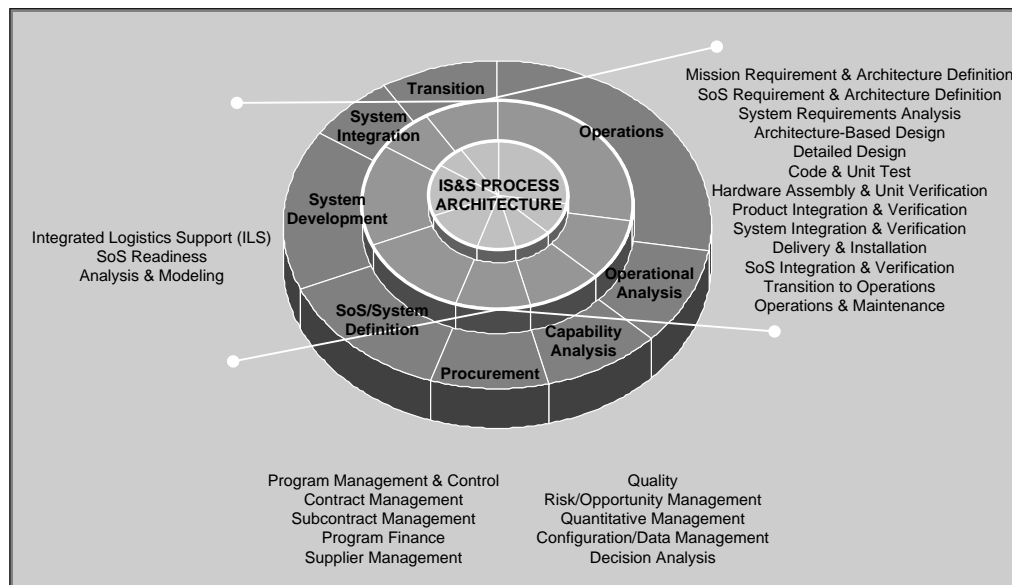 Transition
System
Integration
Operations
IS&S PROCESS
ARCHITECTURE
System
Development
Operational
Analysis
SoS/System
Definition
Capability
Analysis
Procurement
Mission Requirement & Architecture Definition
SoS Requirement & Architecture Definition
System Requirements Analysis
Architecture-Based Design
Detailed Design
Code & Unit Test
Hardware Assembly & Unit Verification
Product Integration & Verification
System Integration & Verification
Delivery & Installation
SoS Integration & Verification
Transition to Operations
Operations & Maintenance
Integrated Logistics Support (ILS)
SoS Readiness
Analysis & Modeling
Program Management & Control
Contract Management
Subcontract Management
Program Finance
Supplier Management
Quality
Risk/Opportunity Management
Quantitative Management
Configuration/Data Management
Decision Analysis